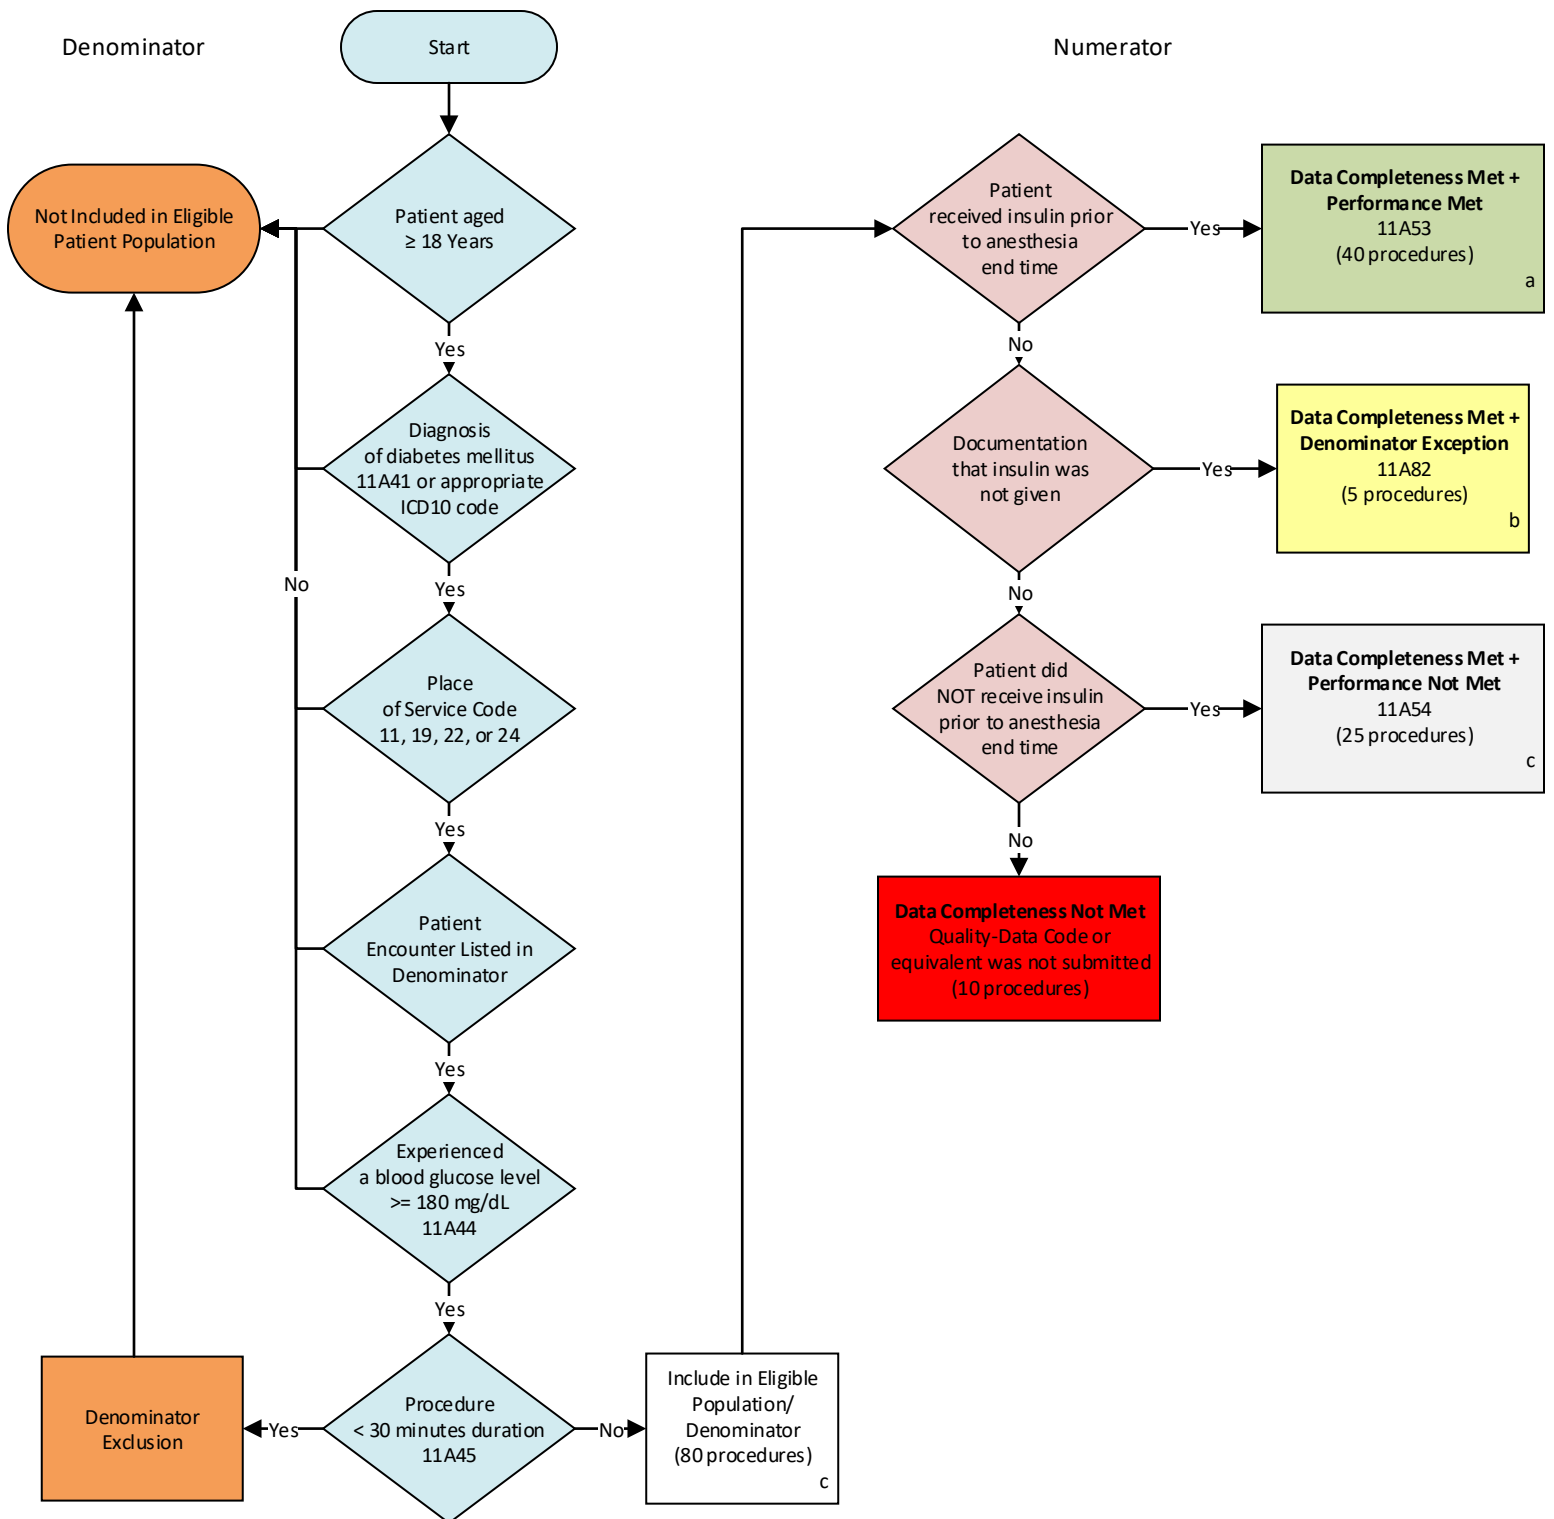 Denominator
Start
Numerator
Patient aged
≥ 18 Years
Not Included in Eligible
Patient Population
Yes
Diagnosis
of diabetes mellitus
11A41 or appropriate
ICD10 code
No
Yes
Place
of Service Code
11, 19, 22, or 24
Yes
Patient
Encounter Listed in
Denominator
Yes
Experienced
a blood glucose level
>= 180 mg/dL
11A44
Yes
Procedure
< 30 minutes duration
11A45
Yes
Denominator
Exclusion
No
Include in Eligible
Population/
Denominator
(80 procedures)
c
Patient
received insulin prior
to anesthesia
end time
Yes
Data Completeness Met +
Performance Met
11A53
(40 procedures)
a
No
Documentation
that insulin was
not given
Yes
Data Completeness Met +
Denominator Exception
11A82
(5 procedures)
b
No
Patient did
NOT receive insulin
prior to anesthesia
end time
Yes
Data Completeness Met +
Performance Not Met
11A54
(25 procedures)
c
No
Data Completeness Not Met
Quality-Data Code or
equivalent was not submitted
(10 procedures)